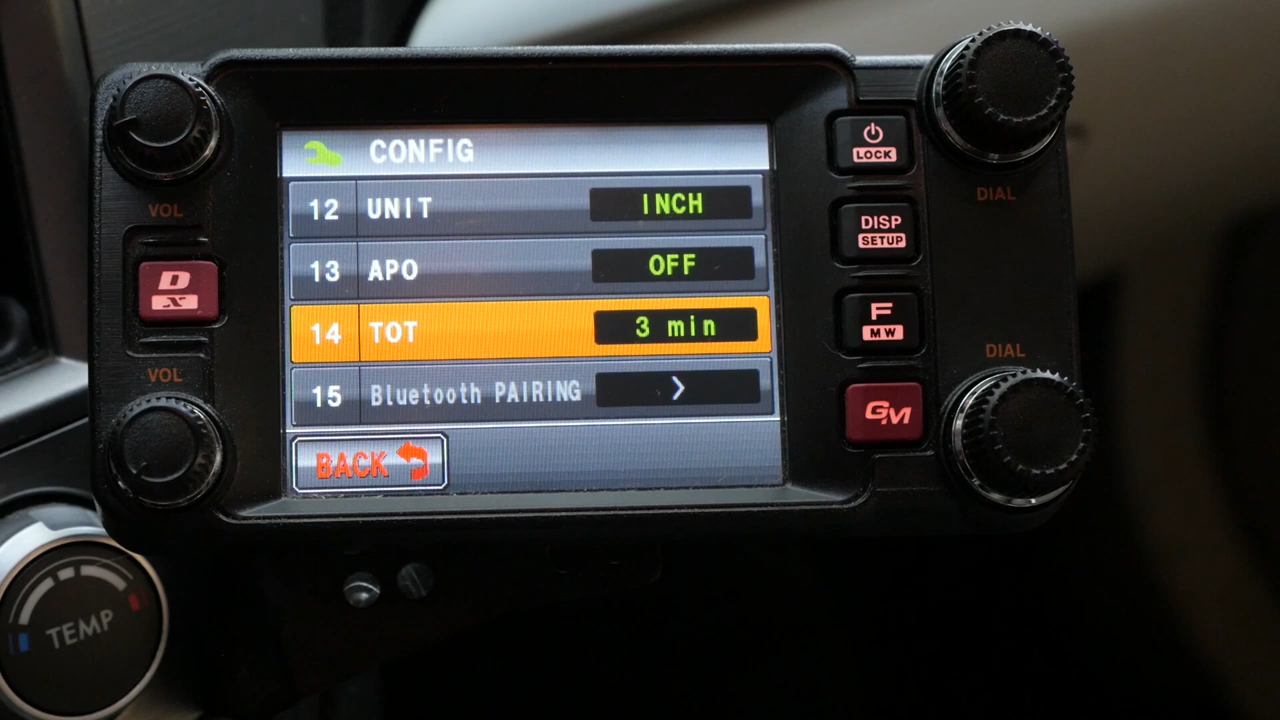 CONFIG
12 UNIT INCH
13 APO OFF
14 TOT 3 min
15 Bluetooth PAIRING >
BACK
VOL
D
X
VOL
LOCK
DISP
SETUP
F
MW
GM
DIAL
DIAL
TEMP